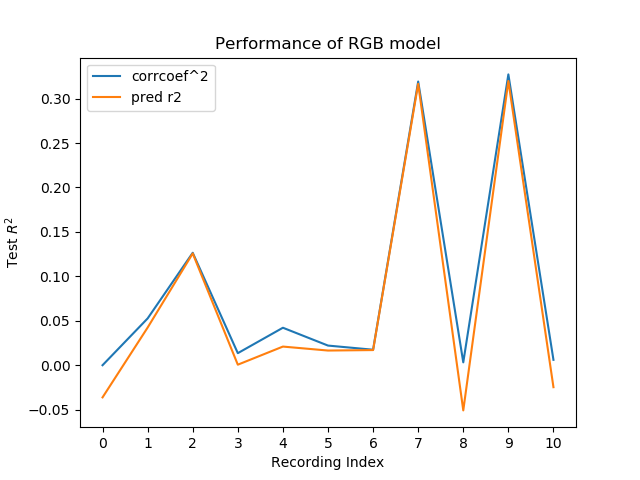 Performance of RGB model
corrcoef^2
pred r2
0.30
0.25
0.20
0.15
0.10
0.05
0.00
−0.05
Test R²
0 1 2 3 4 5 6 7 8 9 10
Recording Index